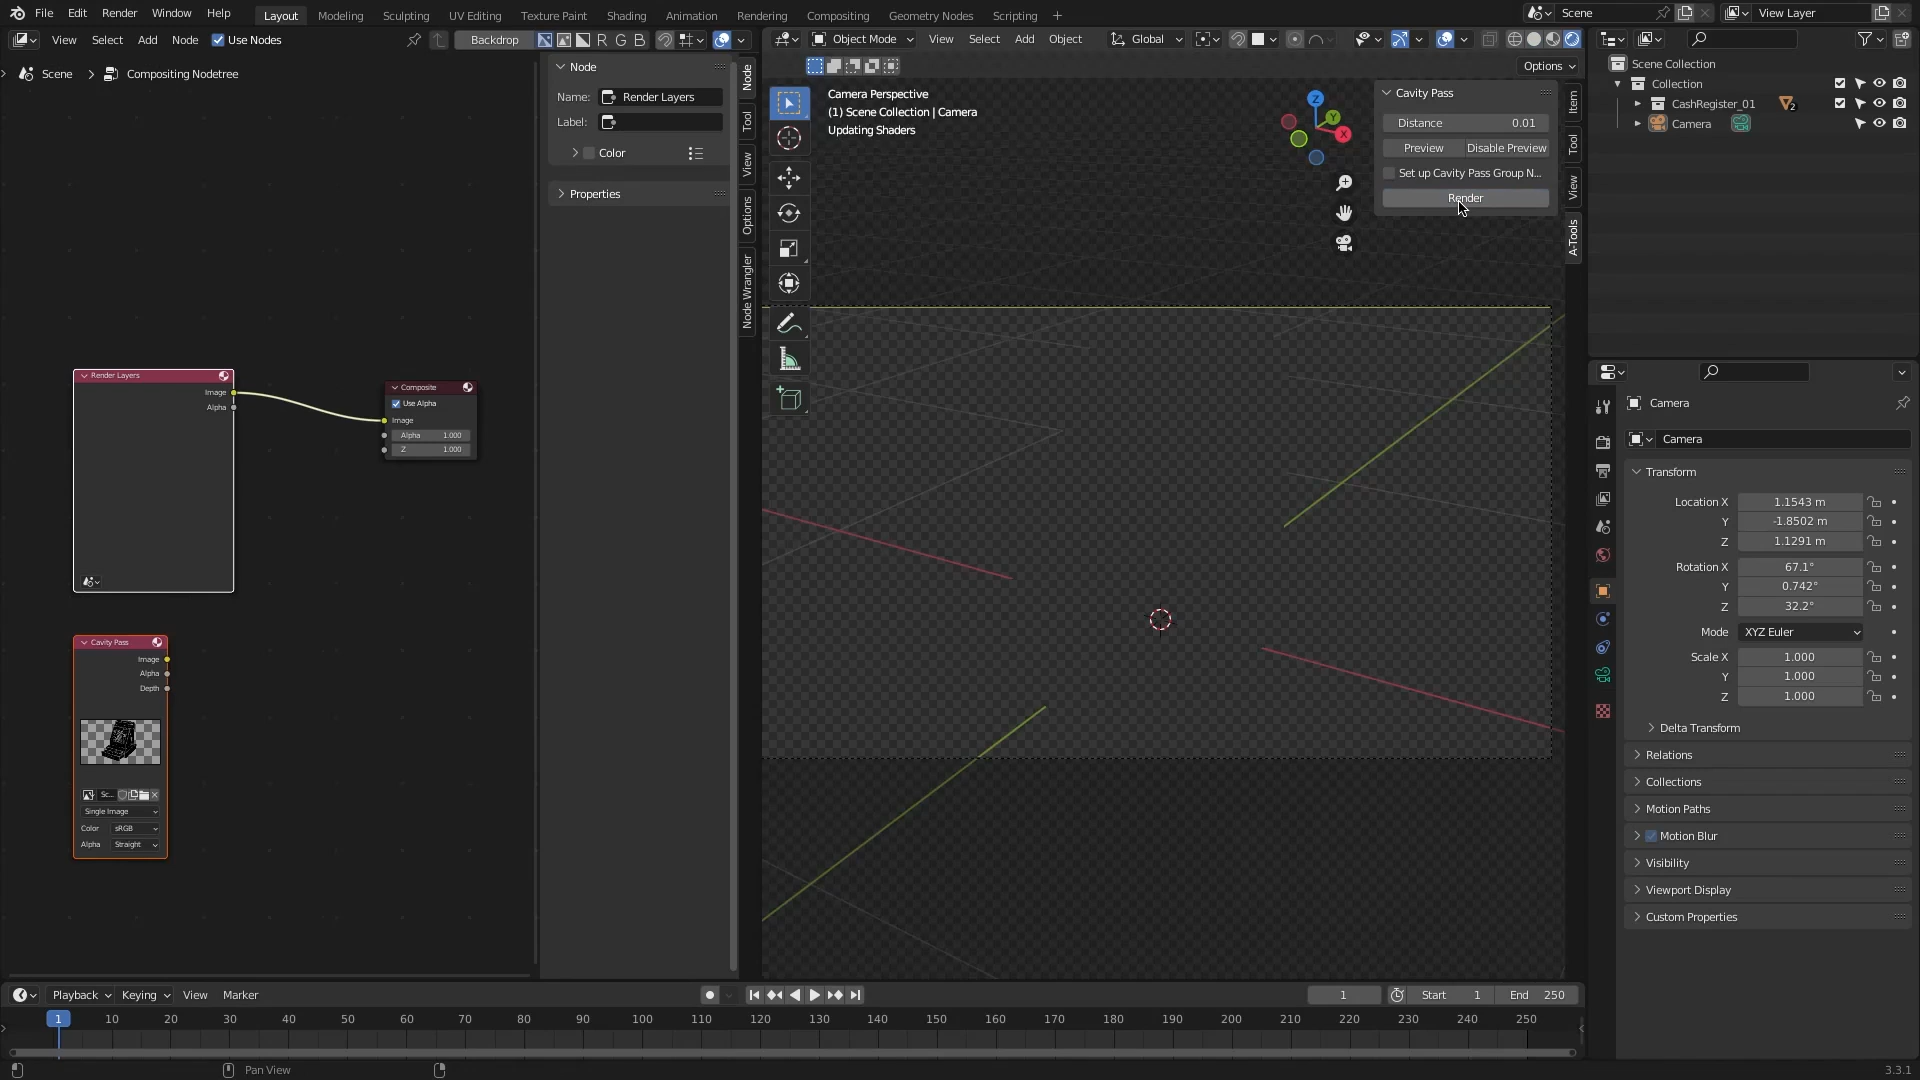 File Edit Render Window Help
Layout Modeling Sculpting UV Editing Texture Paint Shading Animation Rendering Compositing Geometry Nodes Scripting +
Scene
View Layer
View Select Add Node Use Nodes
Backdrop
R G B
Object Mode View Select Add Object
Global
Options
Scene > Compositing Nodetree
Node
Name: Render Layers
Label:
Color
Properties
Node
Tool
View
Options
Node Wrangler
Render Layers
Image
Alpha
Composite
Use Alpha
Image
Alpha 1.000
Z 1.000
Cavity Pass
Image
Alpha
Depth
Sc...
Single Image
Color sRGB
Alpha Straight
Camera Perspective
(1) Scene Collection | Camera
Updating Shaders
Z
Y
X
Cavity Pass
Distance 0.01
Preview Disable Preview
Set up Cavity Pass Group N...
Render
Item
Tool
View
A-Tools
Scene Collection
Collection
CashRegister_01 2
Camera
Camera
Camera
Transform
Location X 1.1543 m
Y -1.8502 m
Z 1.1291 m
Rotation X 67.1°
Y 0.742°
Z 32.2°
Mode XYZ Euler
Scale X 1.000
Y 1.000
Z 1.000
Delta Transform
Relations
Collections
Motion Paths
Motion Blur
Visibility
Viewport Display
Custom Properties
Playback Keying View Marker
1
Start 1
End 250
1 10 20 30 40 50 60 70 80 90 100 110 120 130 140 150 160 170 180 190 200 210 220 230 240 250
Pan View
3.3.1